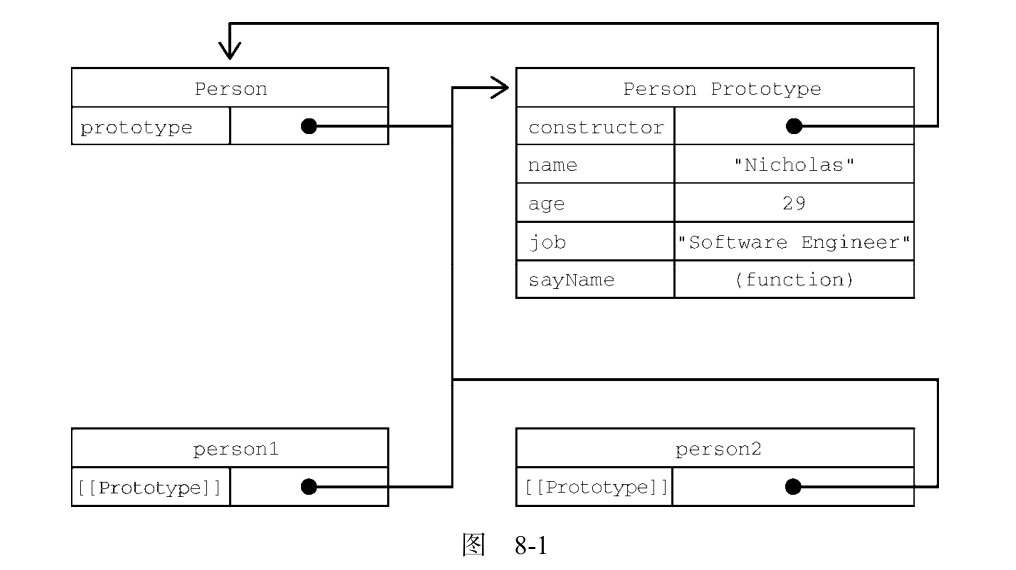 Person
prototype
Person Prototype
constructor
name "Nicholas"
age 29
job "Software Engineer"
sayName (function)
person1
[[Prototype]]
person2
[[Prototype]]
图 8-1